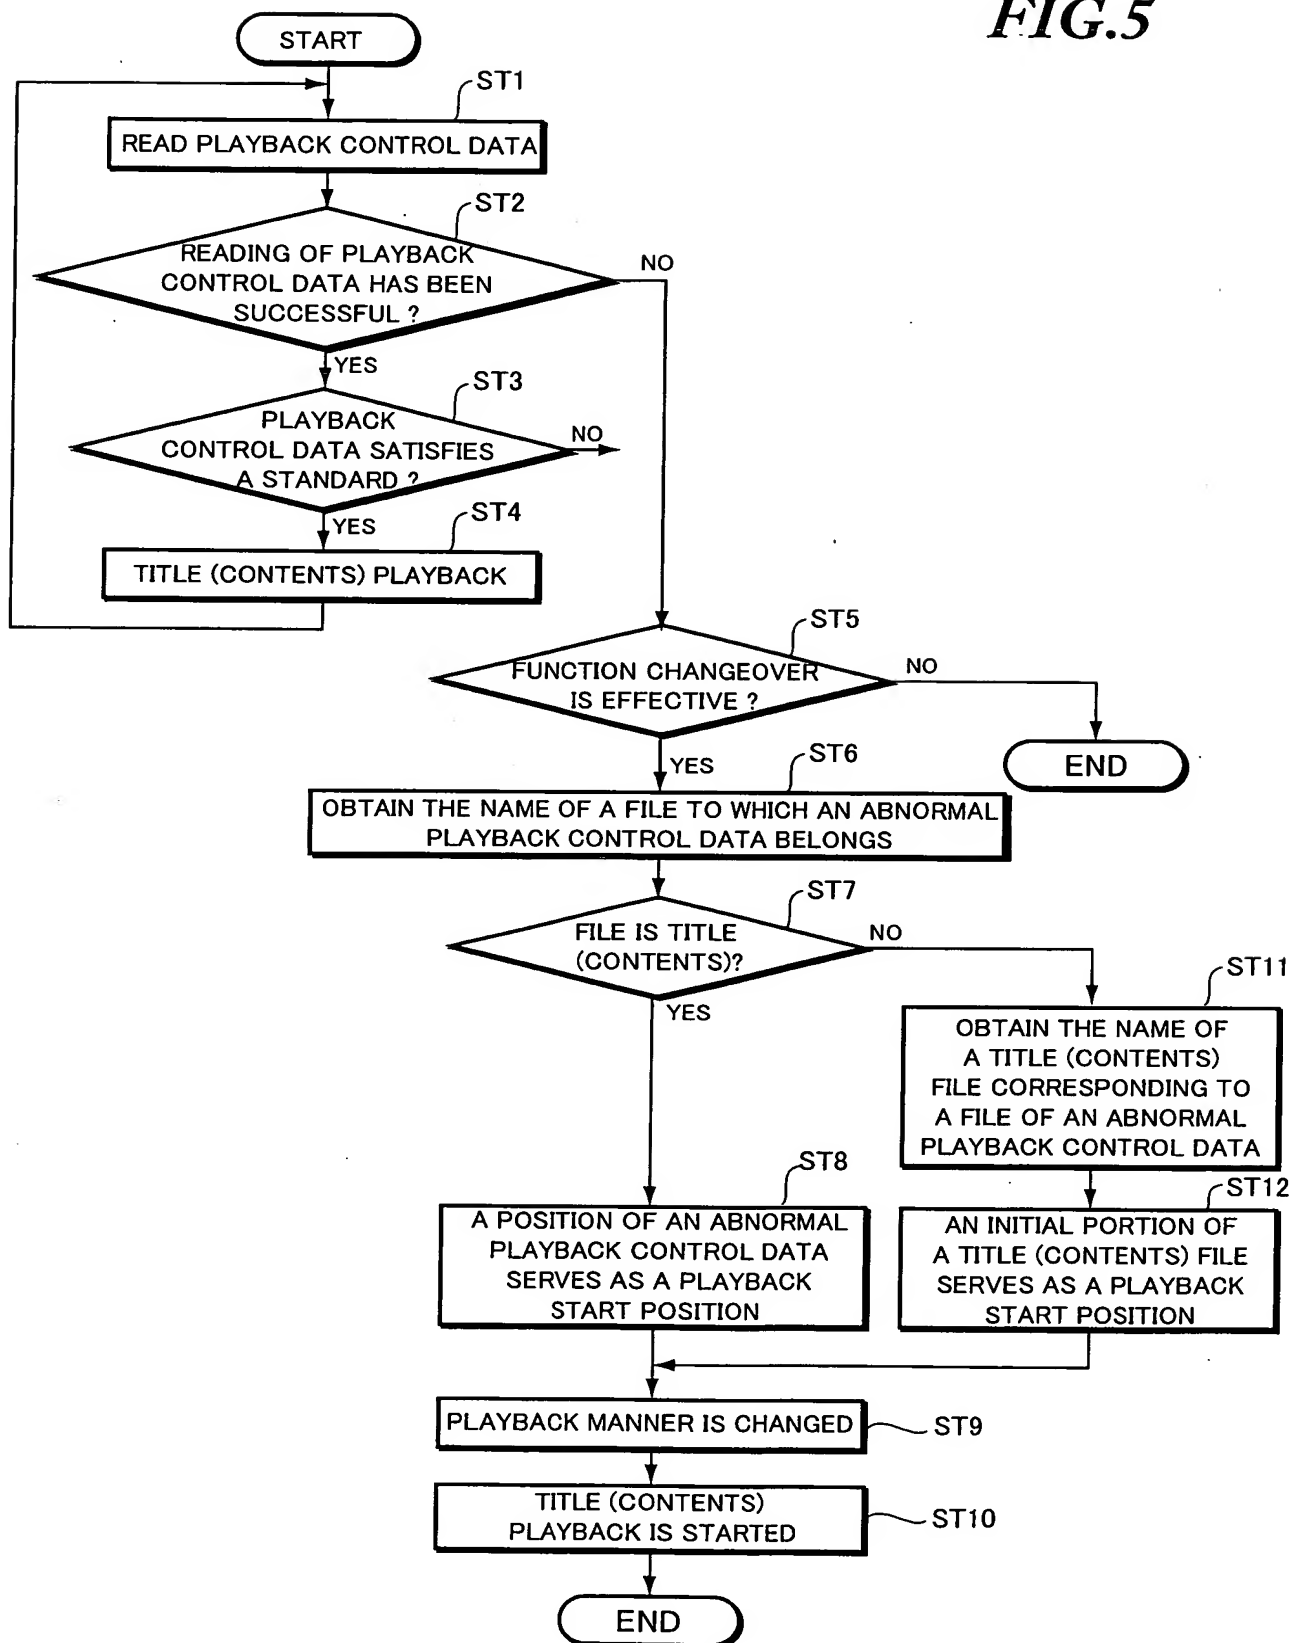 FIG.5
START
ST1
READ PLAYBACK CONTROL DATA
ST2
READING OF PLAYBACK
CONTROL DATA HAS BEEN
SUCCESSFUL ?
NO
YES
ST3
PLAYBACK
CONTROL DATA SATISFIES
A STANDARD ?
NO
YES
ST4
TITLE (CONTENTS) PLAYBACK
ST5
FUNCTION CHANGEOVER
IS EFFECTIVE ?
NO
END
YES
ST6
OBTAIN THE NAME OF A FILE TO WHICH AN ABNORMAL
PLAYBACK CONTROL DATA BELONGS
ST7
FILE IS TITLE
(CONTENTS)?
NO
YES
ST11
OBTAIN THE NAME OF
A TITLE (CONTENTS)
FILE CORRESPONDING TO
A FILE OF AN ABNORMAL
PLAYBACK CONTROL DATA
ST8
A POSITION OF AN ABNORMAL
PLAYBACK CONTROL DATA
SERVES AS A PLAYBACK
START POSITION
ST12
AN INITIAL PORTION OF
A TITLE (CONTENTS) FILE
SERVES AS A PLAYBACK
START POSITION
PLAYBACK MANNER IS CHANGED
ST9
TITLE (CONTENTS)
PLAYBACK IS STARTED
ST10
END